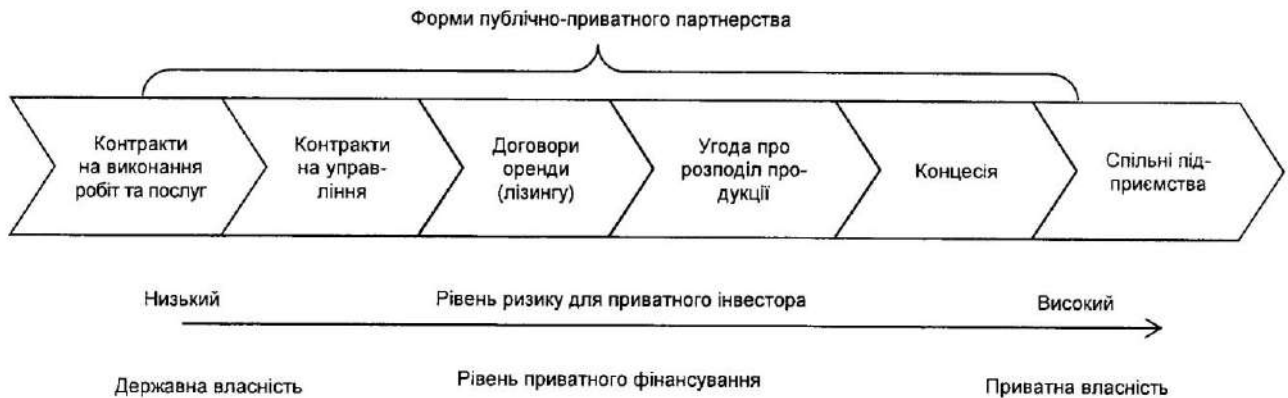 Форми публічно-приватного партнерства
Контракти
на виконання
робіт та послуг
Контракти
на управ-
ління
Договори
оренди
(лізингу)
Угода про
розподіл про-
дукції
Концесія
Спільні під-
приємства
Низький
Рівень ризику для приватного інвестора
Високий
Державна власність
Рівень приватного фінансування
Приватна власність